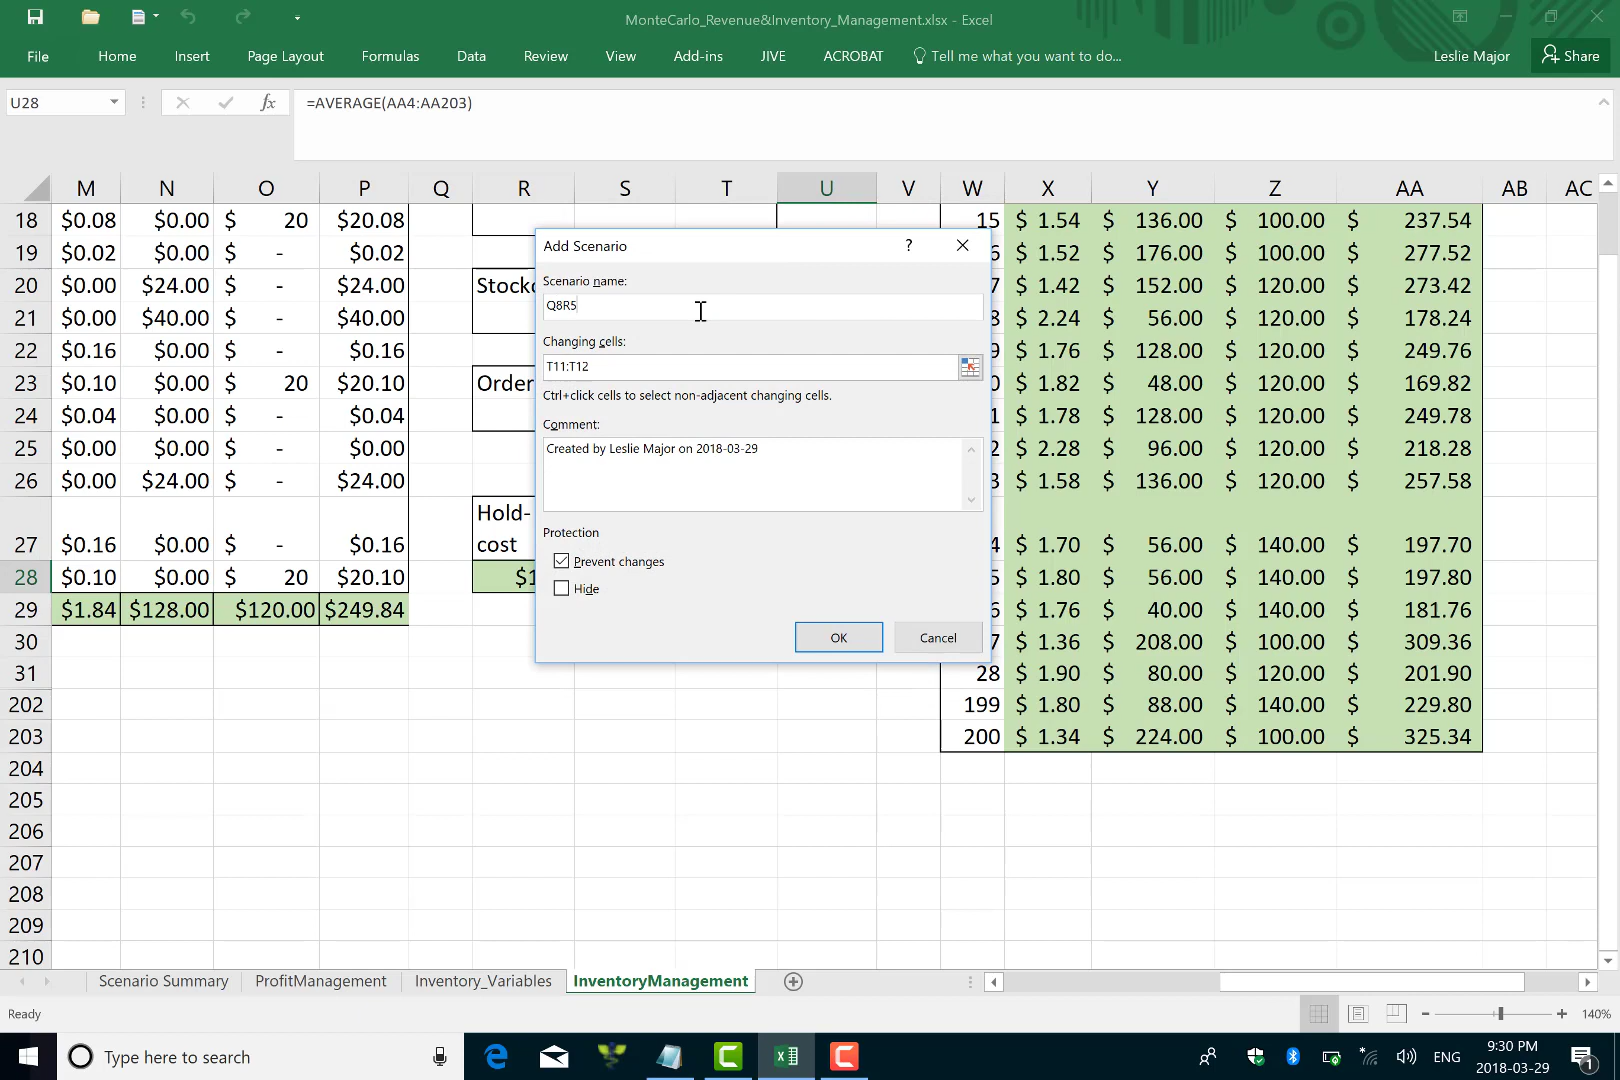 MonteCarlo_Revenue&Inventory_Management.xlsx - Excel
File Home Insert Page Layout Formulas Data Review View Add-ins JIVE ACROBAT Tell me what you want to do... Leslie Major Share
U28 fx =AVERAGE(AA4:AA203)
M N O P Q R S T U V W X Y Z AA AB AC
18 $0.08 $0.00 $ 20 $20.08 15 $ 1.54 $ 136.00 $ 100.00 $ 237.54
19 $0.02 $0.00 $ - $0.02 6 $ 1.52 $ 176.00 $ 100.00 $ 277.52
20 $0.00 $24.00 $ - $24.00 Stockc 7 $ 1.42 $ 152.00 $ 120.00 $ 273.42
21 $0.00 $40.00 $ - $40.00 8 $ 2.24 $ 56.00 $ 120.00 $ 178.24
22 $0.16 $0.00 $ - $0.16 9 $ 1.76 $ 128.00 $ 120.00 $ 249.76
23 $0.10 $0.00 $ 20 $20.10 Order 0 $ 1.82 $ 48.00 $ 120.00 $ 169.82
24 $0.04 $0.00 $ - $0.04 1 $ 1.78 $ 128.00 $ 120.00 $ 249.78
25 $0.00 $0.00 $ - $0.00 2 $ 2.28 $ 96.00 $ 120.00 $ 218.28
26 $0.00 $24.00 $ - $24.00 3 $ 1.58 $ 136.00 $ 120.00 $ 257.58
Hold-
27 $0.16 $0.00 $ - $0.16 cost 4 $ 1.70 $ 56.00 $ 140.00 $ 197.70
28 $0.10 $0.00 $ 20 $20.10 $1 5 $ 1.80 $ 56.00 $ 140.00 $ 197.80
29 $1.84 $128.00 $120.00 $249.84 6 $ 1.76 $ 40.00 $ 140.00 $ 181.76
30 7 $ 1.36 $ 208.00 $ 100.00 $ 309.36
31 28 $ 1.90 $ 80.00 $ 120.00 $ 201.90
202 199 $ 1.80 $ 88.00 $ 140.00 $ 229.80
203 200 $ 1.34 $ 224.00 $ 100.00 $ 325.34
204
205
206
207
208
209
210
Add Scenario ?
Scenario name:
Q8R5
Changing cells:
T11:T12
Ctrl+click cells to select non-adjacent changing cells.
Comment:
Created by Leslie Major on 2018-03-29
Protection
Prevent changes
Hide
OK Cancel
Scenario Summary ProfitManagement Inventory_Variables InventoryManagement
Ready 140%
Type here to search ENG 9:30 PM
2018-03-29
1